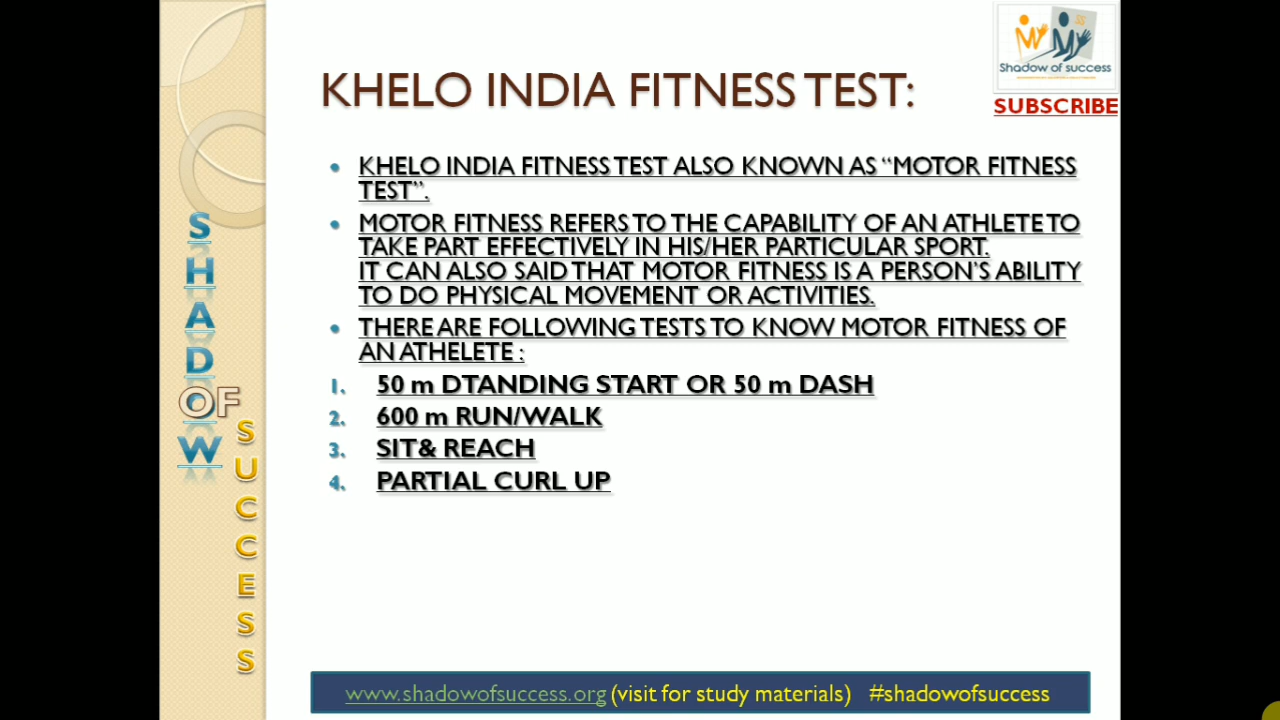 KHELO INDIA FITNESS TEST:
Shadow of success
SUBSCRIBE
• KHELO INDIA FITNESS TEST ALSO KNOWN AS “MOTOR FITNESS
TEST”.
• MOTOR FITNESS REFERS TO THE CAPABILITY OF AN ATHLETE TO
TAKE PART EFFECTIVELY IN HIS/HER PARTICULAR SPORT.
IT CAN ALSO SAID THAT MOTOR FITNESS IS A PERSON’S ABILITY
TO DO PHYSICAL MOVEMENT OR ACTIVITIES.
• THERE ARE FOLLOWING TESTS TO KNOW MOTOR FITNESS OF
AN ATHELETE :
1. 50 m DTANDING START OR 50 m DASH
2. 600 m RUN/WALK
3. SIT& REACH
4. PARTIAL CURL UP
SHADOW
OF
SUCCESS
www.shadowofsuccess.org (visit for study materials) #shadowofsuccess